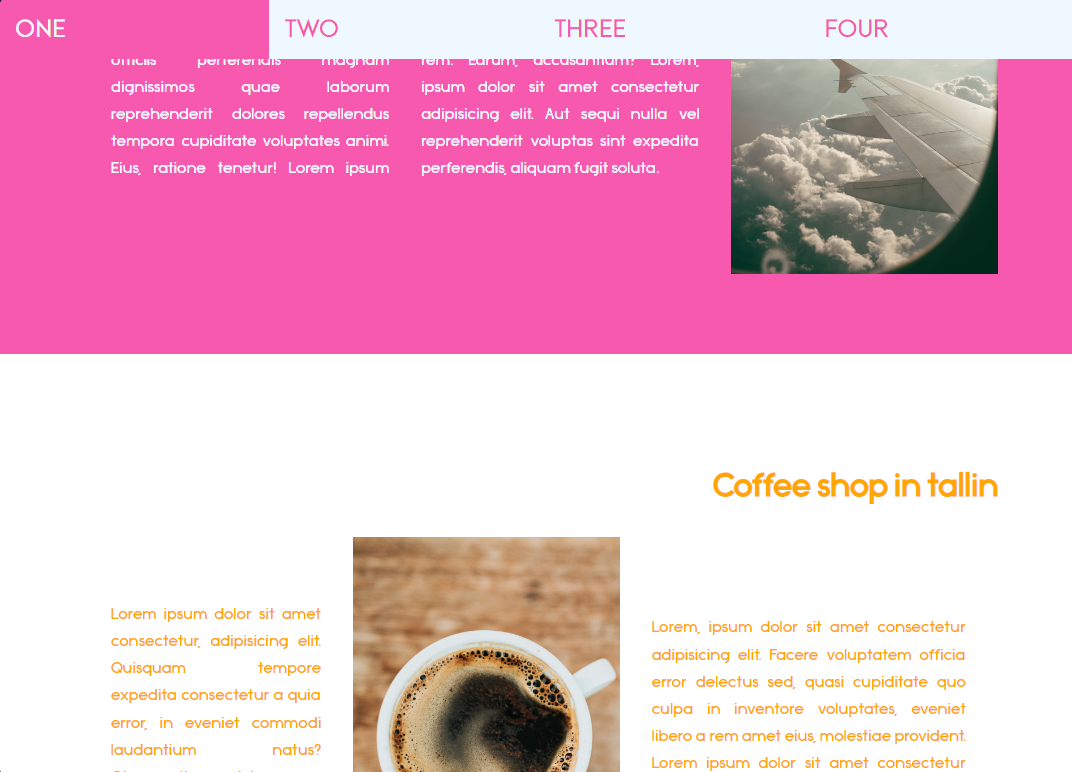 ONE
TWO
THREE
FOUR
officiis perferendis magnam
dignissimos quae laborum
reprehenderit dolores repellendus
tempora cupiditate voluptates animi.
Eius, ratione tenetur! Lorem ipsum
rem. Earum, accusantium? Lorem,
ipsum dolor sit amet consectetur
adipisicing elit. Aut sequi nulla vel
reprehenderit voluptas sint expedita
perferendis, aliquam fugit soluta.
Coffee shop in tallin
Lorem ipsum dolor sit amet
consectetur, adipisicing elit.
Quisquam tempore
expedita consectetur a quia
error, in eveniet commodi
laudantium natus?
Lorem, ipsum dolor sit amet consectetur
adipisicing elit. Facere voluptatem officia
error delectus sed, quasi cupiditate quo
culpa in inventore voluptates, eveniet
libero a rem amet eius, molestiae provident.
Lorem ipsum dolor sit amet consectetur